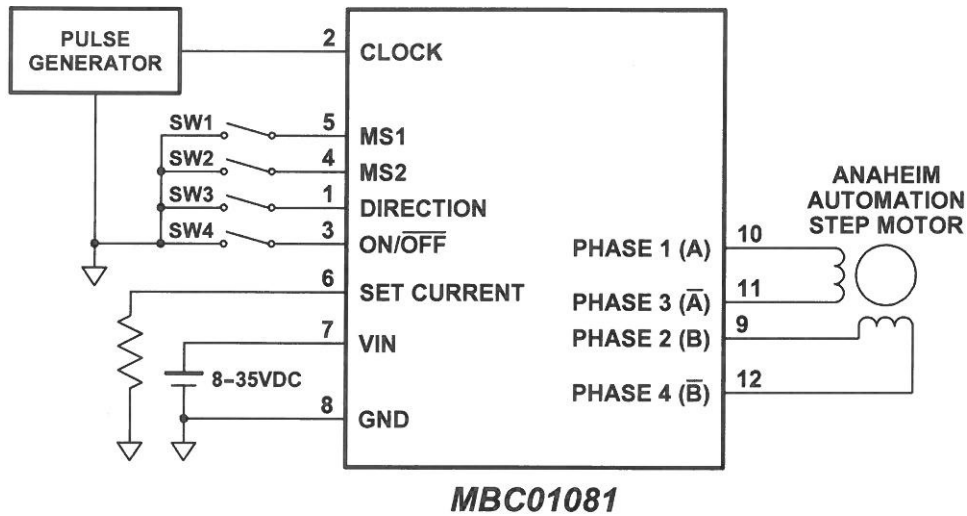 PULSE
GENERATOR
2
CLOCK
SW1
5
MS1
SW2
4
MS2
SW3
1
DIRECTION
SW4
3
ON/O̅F̅F̅
6
SET CURRENT
7
VIN
8–35VDC
8
GND
PHASE 1 (A)
10
PHASE 3 (A̅)
11
PHASE 2 (B)
9
PHASE 4 (B̅)
12
ANAHEIM
AUTOMATION
STEP MOTOR
MBC01081